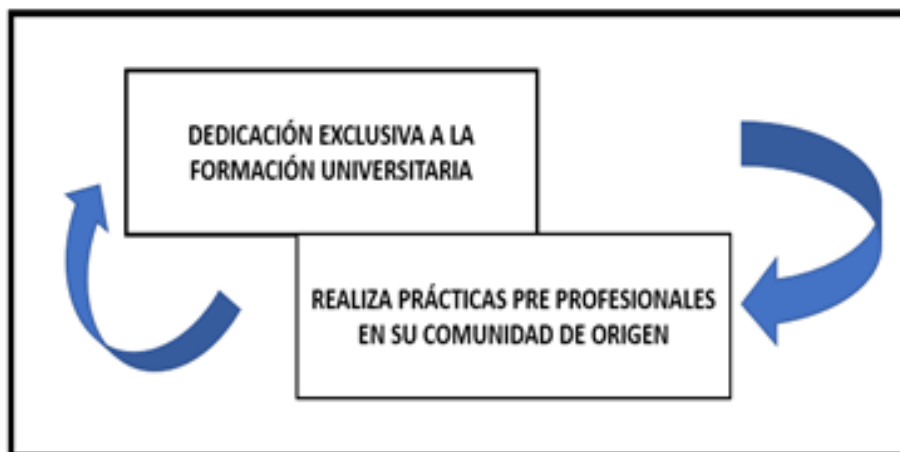 DEDICACIÓN EXCLUSIVA A LA
FORMACIÓN UNIVERSITARIA
REALIZA PRÁCTICAS PRE PROFESIONALES
EN SU COMUNIDAD DE ORIGEN